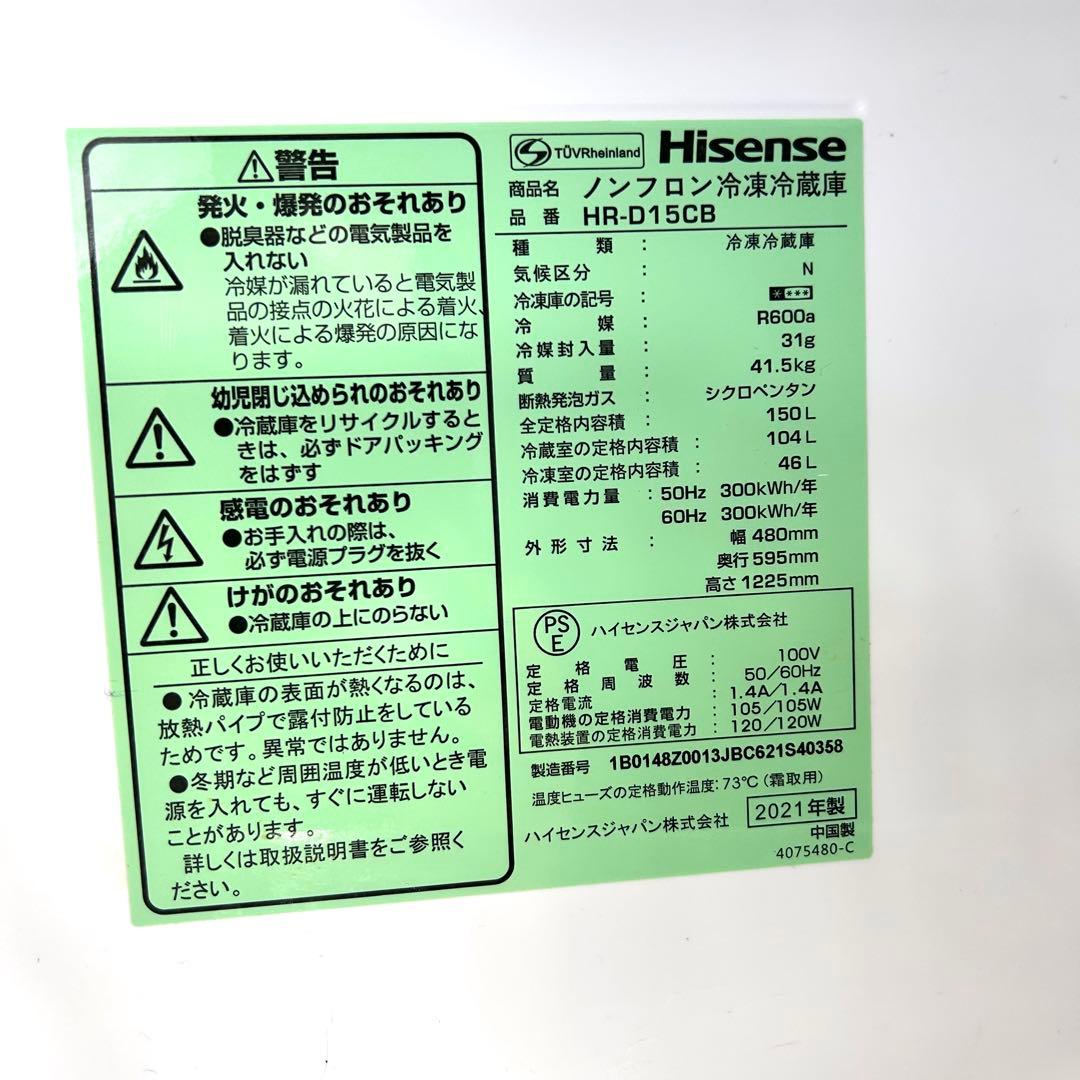 ⚠警告
発火・爆発のおそれあり
●脱臭器などの電気製品を
入れない
冷媒が漏れていると電気製
品の接点の火花による着火、
着火による爆発の原因にな
ります。
幼児閉じ込められのおそれあり
●冷蔵庫をリサイクルすると
きは、必ずドアパッキング
をはずす
感電のおそれあり
●お手入れの際は、
必ず電源プラグを抜く
けがのおそれあり
●冷蔵庫の上にのらない
正しくお使いいただくために
●冷蔵庫の表面が熱くなるのは、
放熱パイプで露付防止をしている
ためです。異常ではありません。
●冬期など周囲温度が低いとき電
源を入れても、すぐに運転しない
ことがあります。
詳しくは取扱説明書をご参照く
ださい。
TÜVRheinland Hisense
商品名 ノンフロン冷凍冷蔵庫
品番 HR-D15CB
種類 : 冷凍冷蔵庫
気候区分 : N
冷凍庫の記号 : ****​*
冷媒 : R600a
冷媒封入量 : 31g
質量 : 41.5kg
断熱発泡ガス : シクロペンタン
全定格内容積 : 150L
冷蔵室の定格内容積 : 104L
冷凍室の定格内容積 : 46L
消費電力量 : 50Hz 300kWh/年
60Hz 300kWh/年
外形寸法 : 幅 480mm
奥行 595mm
高さ 1225mm
PSE ハイセンスジャパン株式会社
定格電圧 : 100V
定格周波数 : 50/60Hz
定格電流 : 1.4A/1.4A
電動機の定格消費電力 : 105/105W
電熱装置の定格消費電力 : 120/120W
製造番号 1B0148Z0013JBC621S40358
温度ヒューズの定格動作温度:73℃(霜取用)
ハイセンスジャパン株式会社 2021年製
中国製
4075480-C